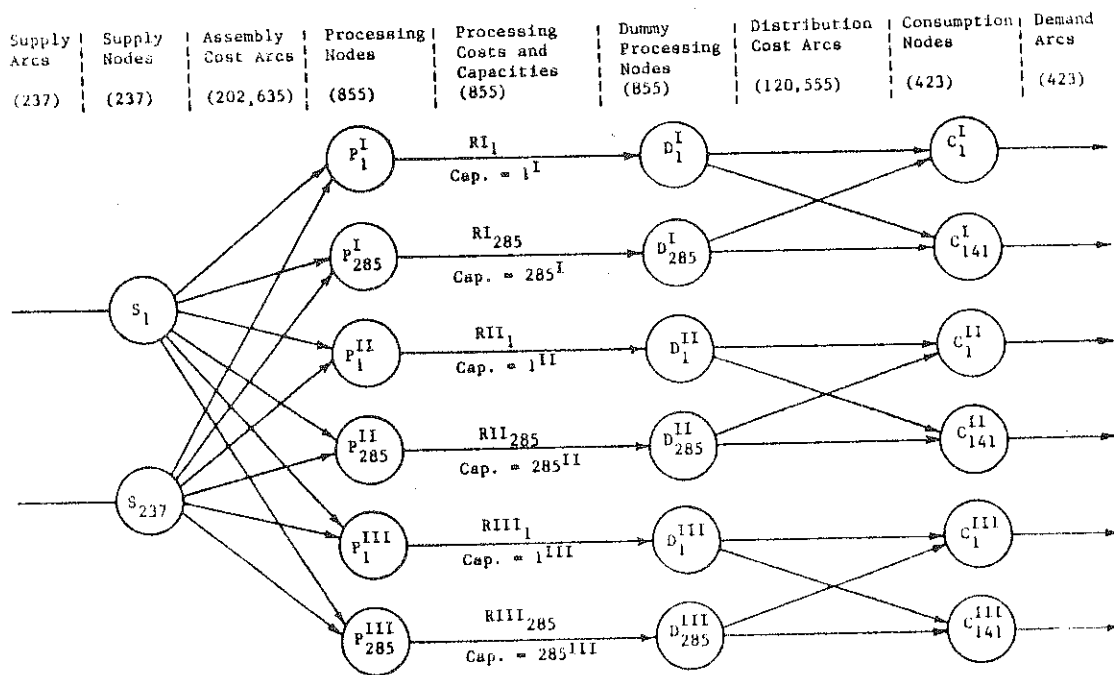 Supply Arcs
(237)
Supply Nodes
(237)
Assembly Cost Arcs
(202,635)
Processing Nodes
(855)
Processing Costs and Capacities
(855)
Dummy Processing Nodes
(855)
Distribution Cost Arcs
(120,555)
Consumption Nodes
(423)
Demand Arcs
(423)
P₁ᴵ
RI₁
Cap. = 1ᴵ
D₁ᴵ
C₁ᴵ
P₂₈₅ᴵ
RI₂₈₅
Cap. = 285ᴵ
D₂₈₅ᴵ
C₁₄₁ᴵ
S₁
P₁ᴵᴵ
RII₁
Cap. = 1ᴵᴵ
D₁ᴵᴵ
C₁ᴵᴵ
P₂₈₅ᴵᴵ
RII₂₈₅
Cap. = 285ᴵᴵ
D₂₈₅ᴵᴵ
C₁₄₁ᴵᴵ
S₂₃₇
P₁ᴵᴵᴵ
RIII₁
Cap. = 1ᴵᴵᴵ
D₁ᴵᴵᴵ
C₁ᴵᴵᴵ
P₂₈₅ᴵᴵᴵ
RIII₂₈₅
Cap. = 285ᴵᴵᴵ
D₂₈₅ᴵᴵᴵ
C₁₄₁ᴵᴵᴵ